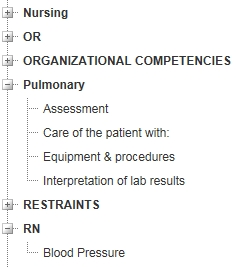 Nursing
OR
ORGANIZATIONAL COMPETENCIES
Pulmonary
Assessment
Care of the patient with:
Equipment & procedures
Interpretation of lab results
RESTRAINTS
RN
Blood Pressure